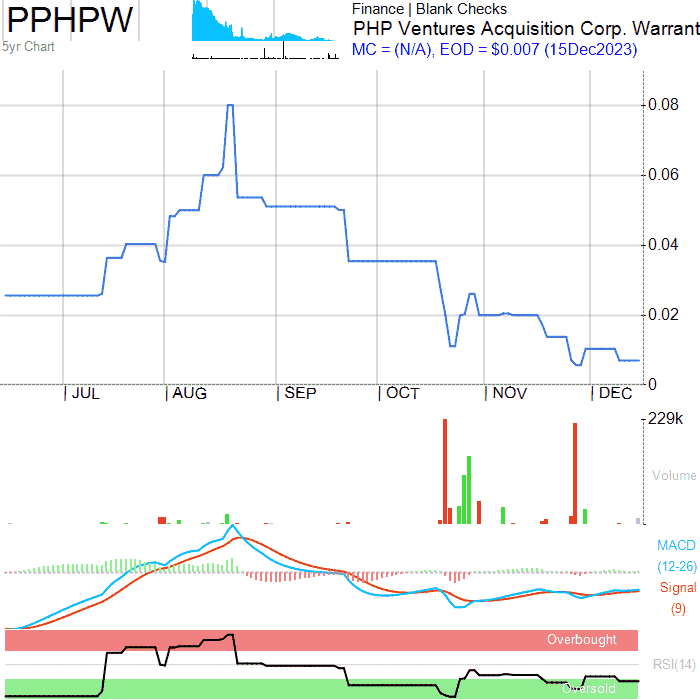 PPHPW
5yr Chart
Finance | Blank Checks
PHP Ventures Acquisition Corp. Warrant
MC = (N/A), EOD = $0.007 (15Dec2023)
0.08
0.06
0.04
0.02
0
JUL AUG SEP OCT NOV DEC
229k
Volume
MACD
(12-26)
Signal
(9)
Overbought
RSI(14)
Oversold